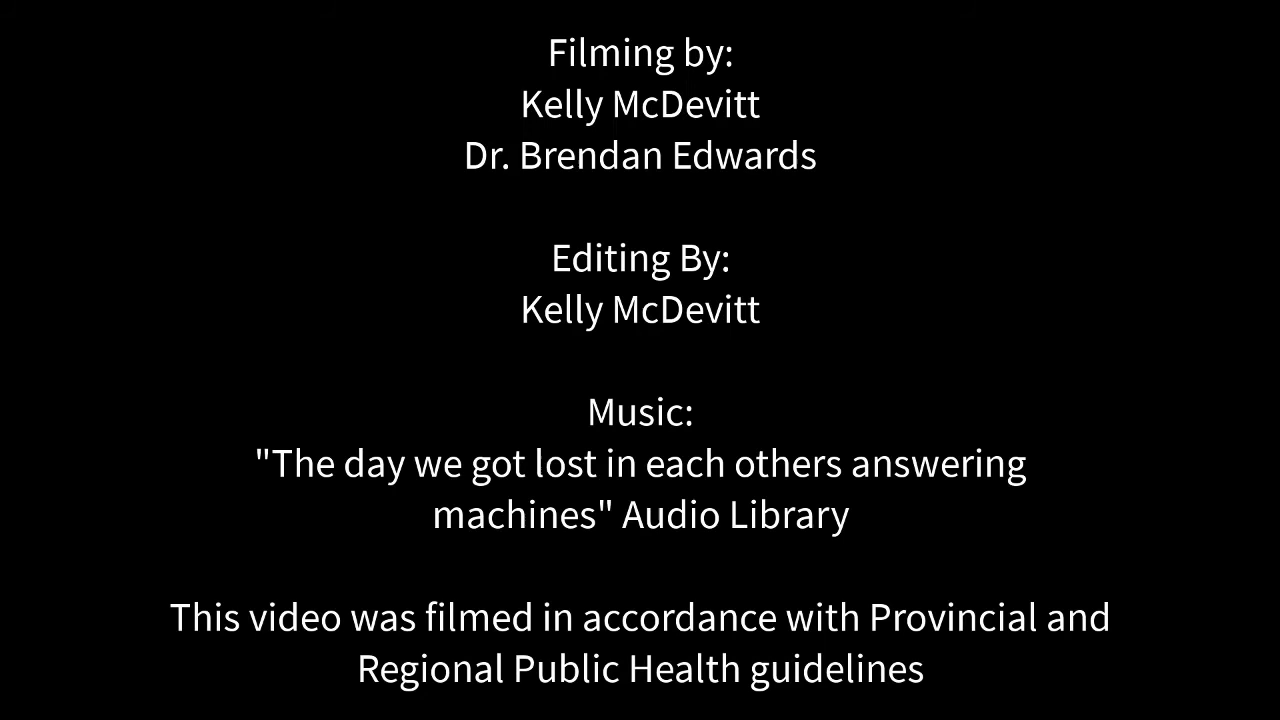 Filming by:
Kelly McDevitt
Dr. Brendan Edwards
Editing By:
Kelly McDevitt
Music:
"The day we got lost in each others answering
machines" Audio Library
This video was filmed in accordance with Provincial and
Regional Public Health guidelines